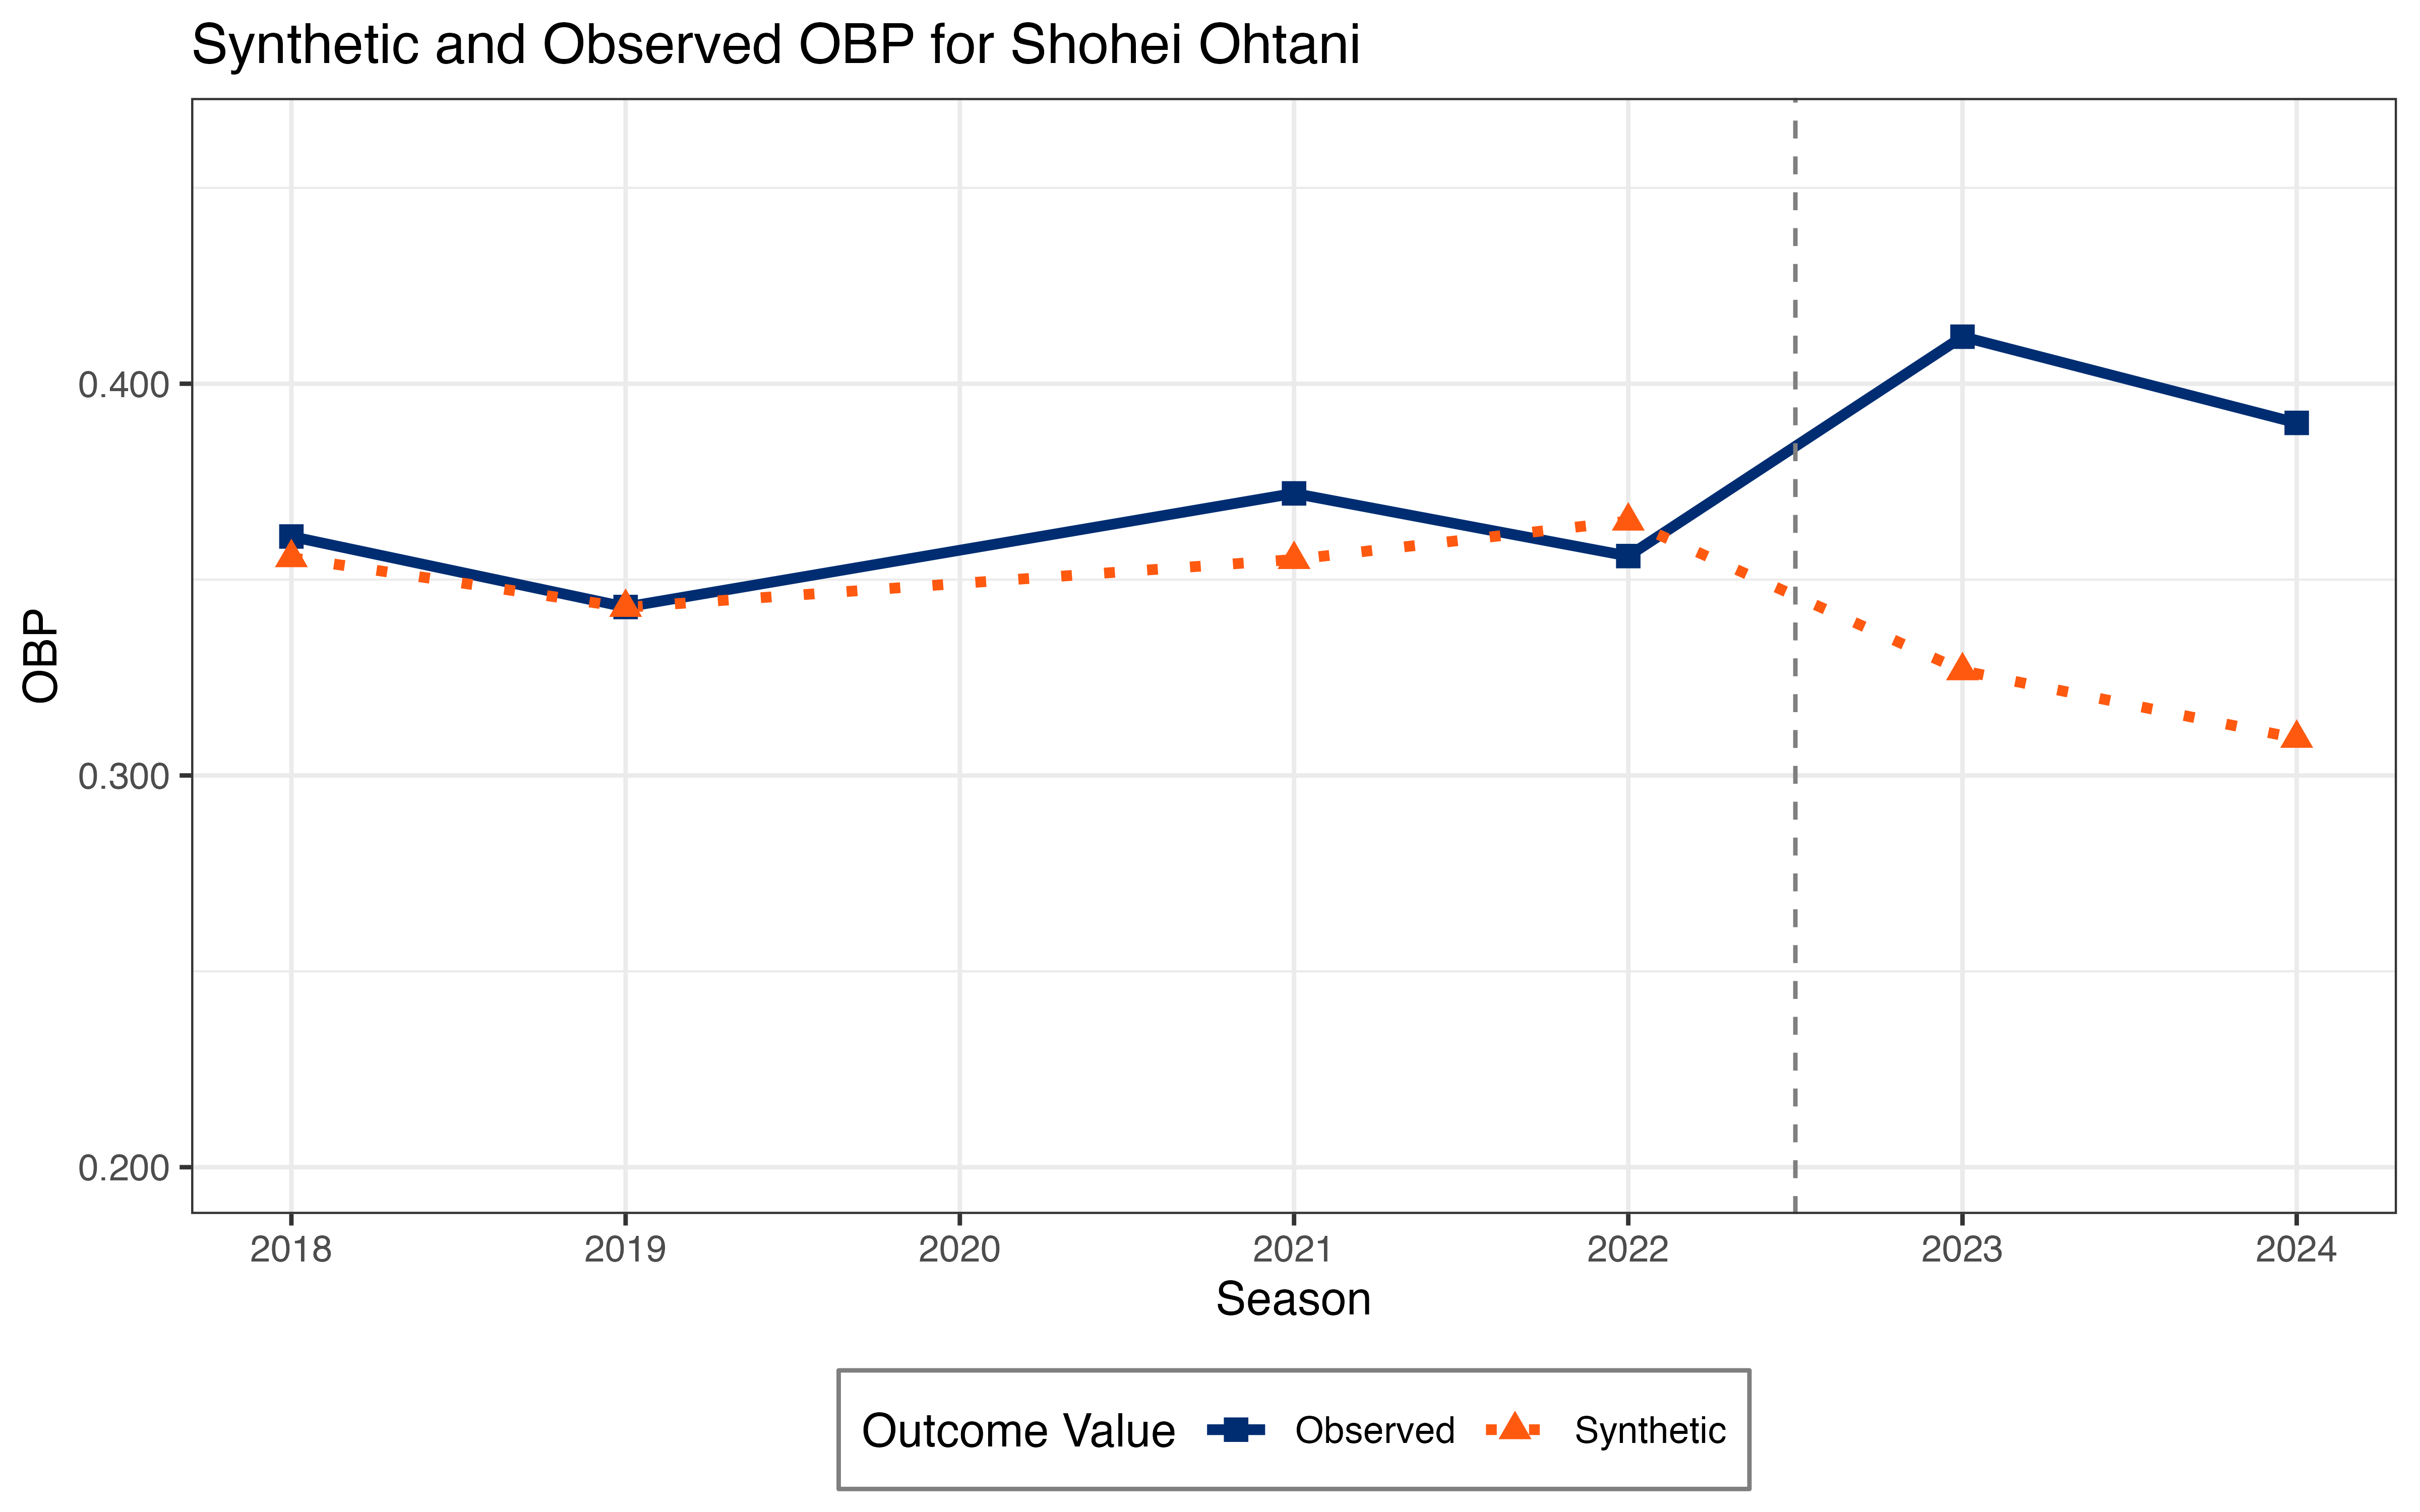 Synthetic and Observed OBP for Shohei Ohtani
OBP
0.400
0.300
0.200
2018 2019 2020 2021 2022 2023 2024
Season
Outcome Value Observed Synthetic